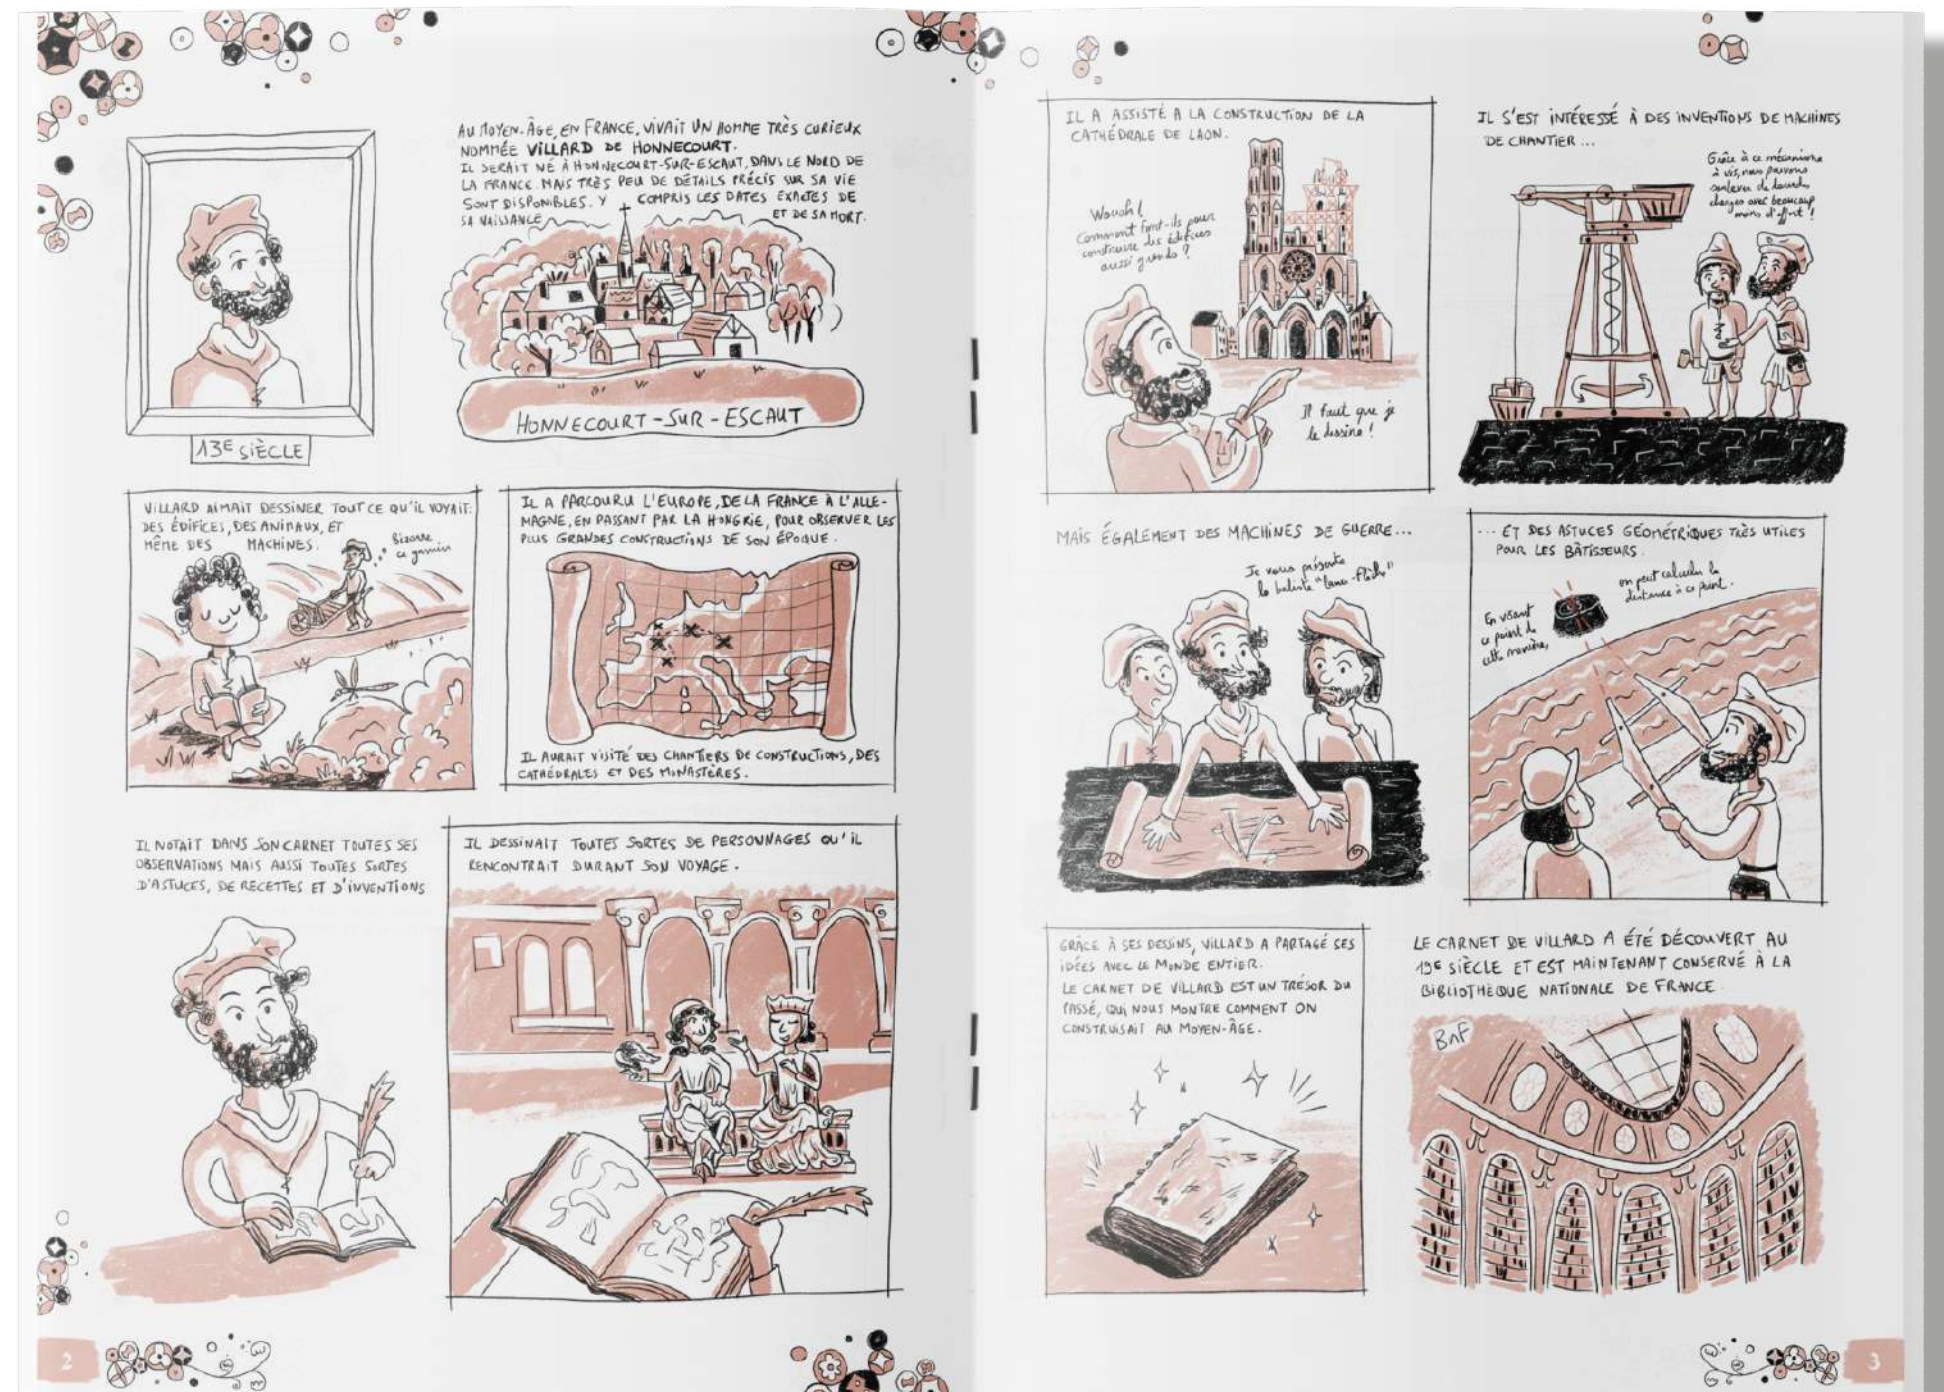 AU MOYEN-ÂGE, EN FRANCE, VIVAIT UN HOMME TRÈS CURIEUX
NOMMÉE VILLARD DE HONNECOURT.
IL SERAIT NÉ À HONNECOURT-SUR-ESCAUT, DANS LE NORD DE
LA FRANCE. MAIS TRÈS PEU DE DÉTAILS PRÉCIS SUR SA VIE
SONT DISPONIBLES. Y COMPRIS LES DATES EXACTES DE
SA NAISSANCE ET DE SA MORT.
HONNECOURT-SUR-ESCAUT
13E SIÈCLE
VILLARD AIMAIT DESSINER TOUT CE QU'IL VOYAIT:
DES ÉDIFICES, DES ANIMAUX, ET
MÊME DES MACHINES.
Bizarre
ce gamin
IL A PARCOURU L'EUROPE, DE LA FRANCE À L'ALLE-
MAGNE, EN PASSANT PAR LA HONGRIE, POUR OBSERVER LES
PLUS GRANDES CONSTRUCTIONS DE SON ÉPOQUE.
IL AURAIT VISITÉ DES CHANTIERS DE CONSTRUCTIONS, DES
CATHÉDRALES ET DES MONASTÈRES.
IL NOTAIT DANS SON CARNET TOUTES SES
OBSERVATIONS MAIS AUSSI TOUTES SORTES
D'ASTUCES, DE RECETTES ET D'INVENTIONS
IL DESSINAIT TOUTES SORTES DE PERSONNAGES QU'IL
RENCONTRAIT DURANT SON VOYAGE.
2
IL A ASSISTÉ A LA CONSTRUCTION DE LA
CATHÉDRALE DE LAON.
Wouah!
Comment font-ils pour
construire des édifices
aussi grands ?
Il faut que je
le dessine !
IL S'EST INTÉRESSÉ À DES INVENTIONS DE MACHINES
DE CHANTIER ...
Grâce à ce mécanisme
à vis, nous pouvons
soulever de lourdes
charges avec beaucoup
moins d'effort !
MAIS ÉGALEMENT DES MACHINES DE GUERRE...
Je vous présente
la baliste "lance-flèche"
... ET DES ASTUCES GÉOMÉTRIQUES TRÈS UTILES
POUR LES BÂTISSEURS.
En visant
ce point de
cette manière,
on peut calculer la
distance à ce point.
GRÂCE À SES DESSINS, VILLARD A PARTAGÉ SES
IDÉES AVEC LE MONDE ENTIER.
LE CARNET DE VILLARD EST UN TRÉSOR DU
PASSÉ, QUI NOUS MONTRE COMMENT ON
CONSTRUISAIT AU MOYEN-ÂGE.
LE CARNET DE VILLARD A ÉTÉ DÉCOUVERT AU
19E SIÈCLE ET EST MAINTENANT CONSERVÉ À LA
BIBLIOTHÈQUE NATIONALE DE FRANCE.
BnF
3